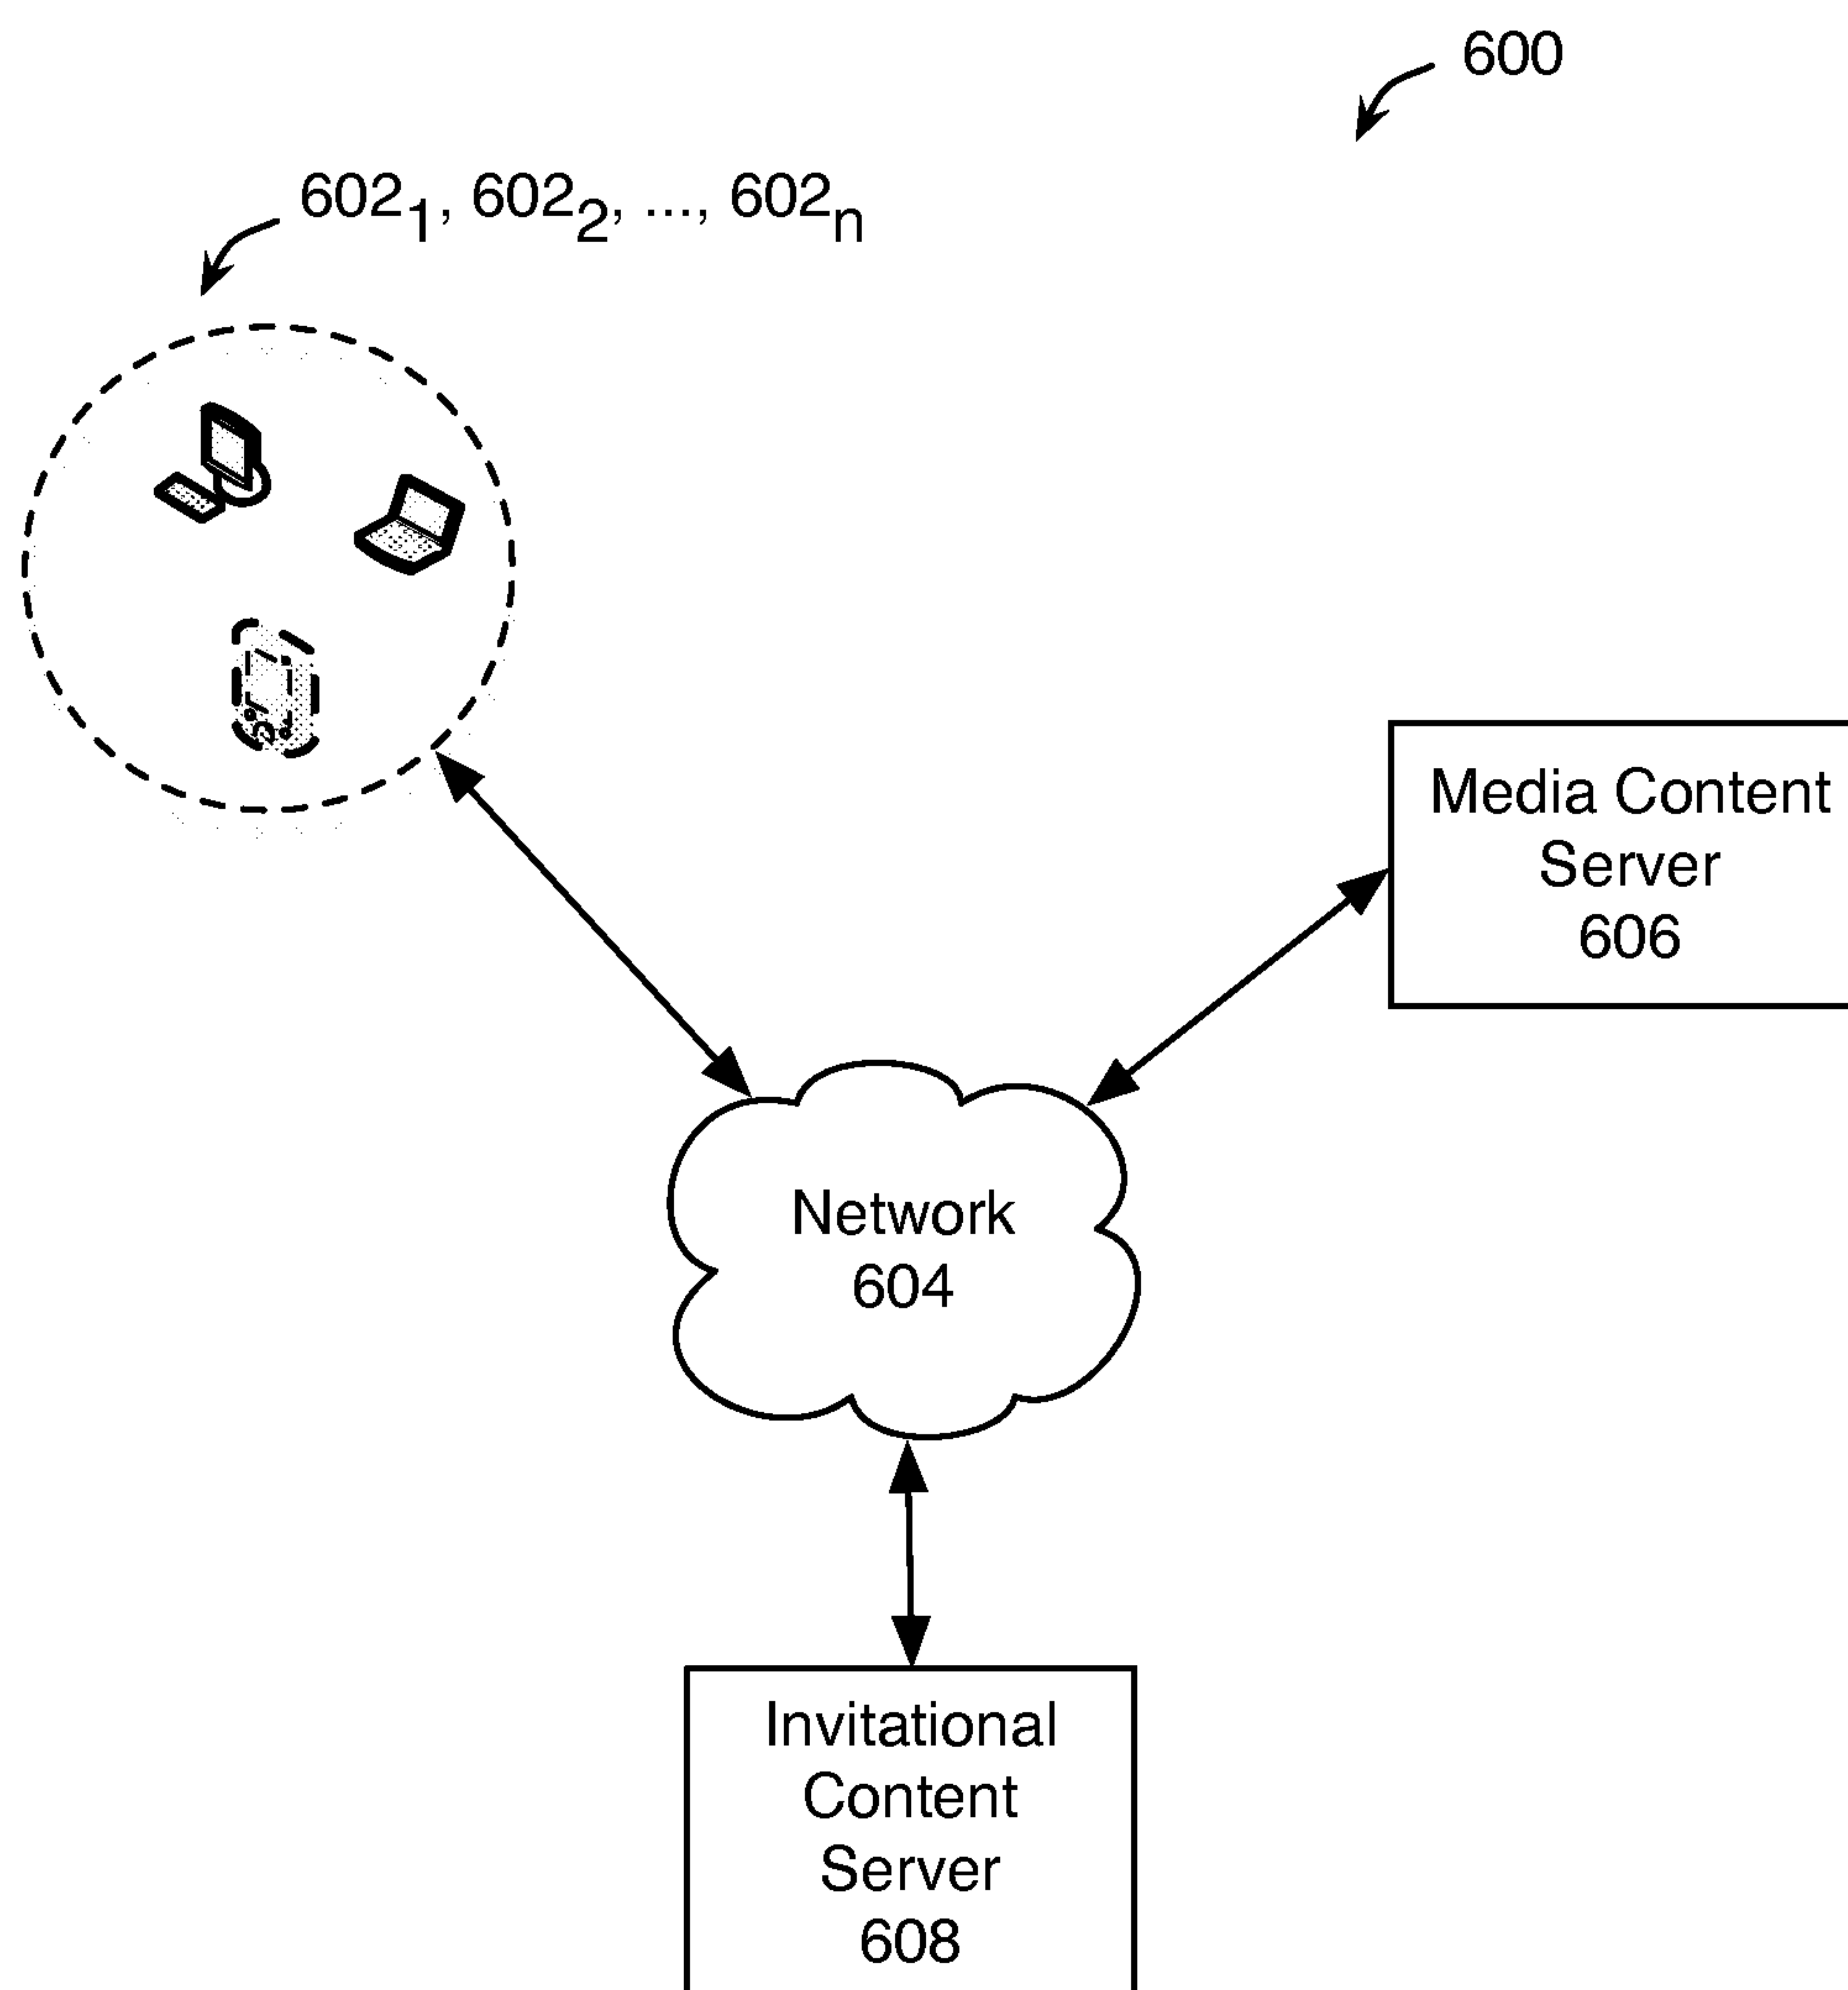 600
602₁, 602₂, ..., 602ₙ
Media Content
Server
606
Network
604
Invitational
Content
Server
608